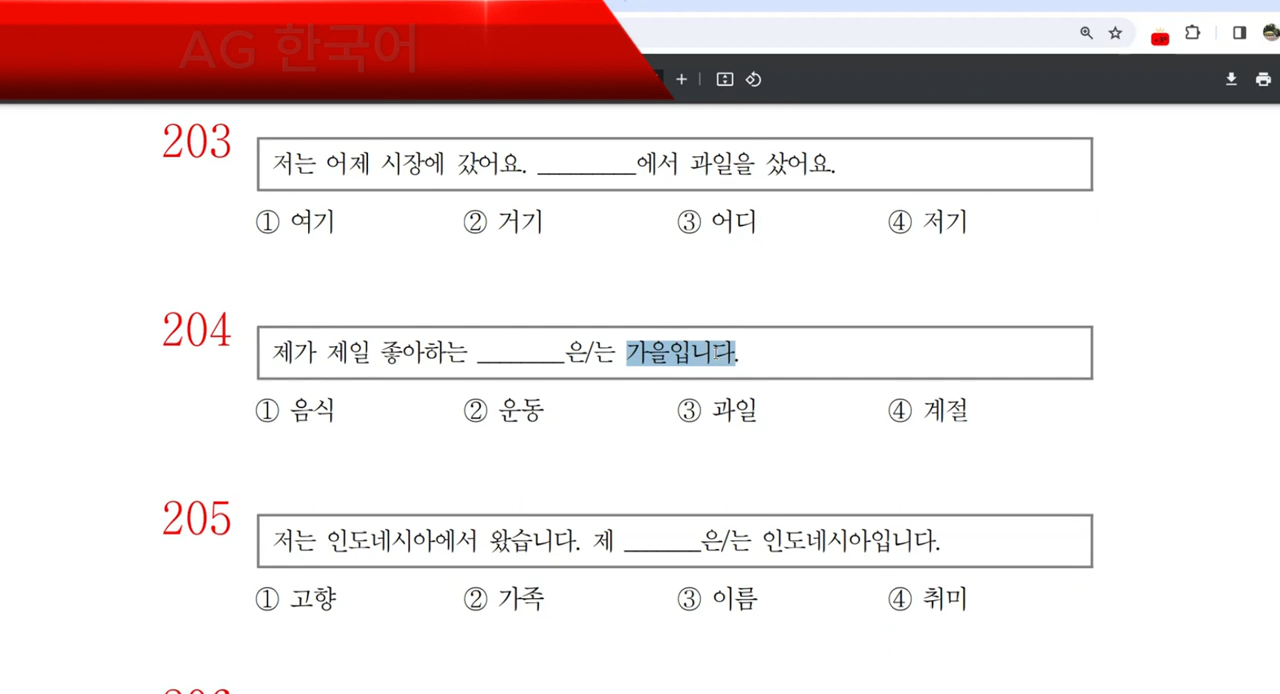 AG 한국어
203
저는 어제 시장에 갔어요. ________에서 과일을 샀어요.
① 여기 ② 거기 ③ 어디 ④ 저기
204
제가 제일 좋아하는 _______은/는 가을입니다.
① 음식 ② 운동 ③ 과일 ④ 계절
205
저는 인도네시아에서 왔습니다. 제 ______은/는 인도네시아입니다.
① 고향 ② 가족 ③ 이름 ④ 취미